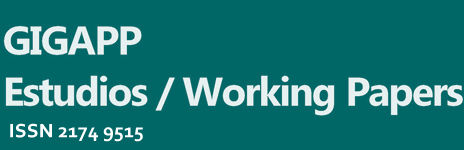 GIGAPP
Estudios / Working Papers
ISSN 2174 9515